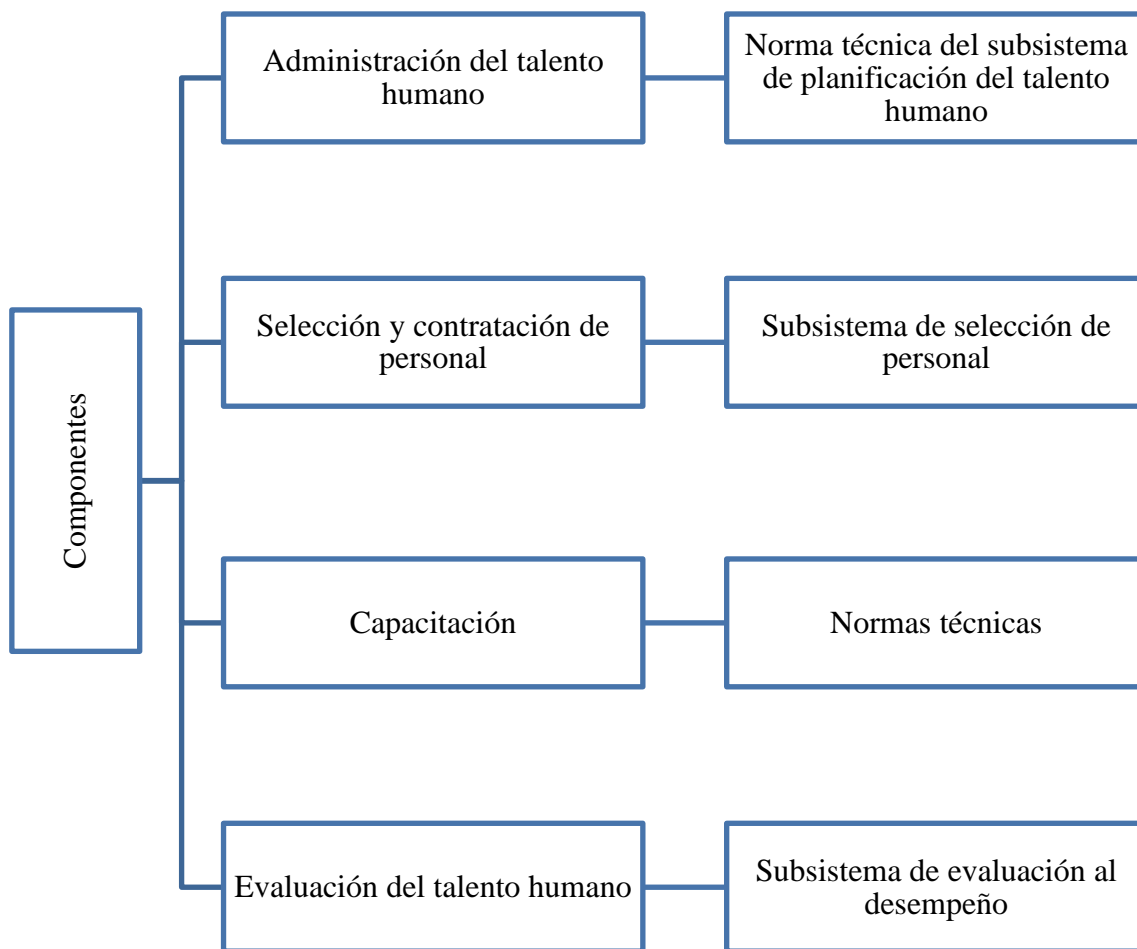 Componentes
Administración del talento
humano
Norma técnica del subsistema
de planificación del talento
humano
Selección y contratación de
personal
Subsistema de selección de
personal
Capacitación
Normas técnicas
Evaluación del talento humano
Subsistema de evaluación al
desempeño